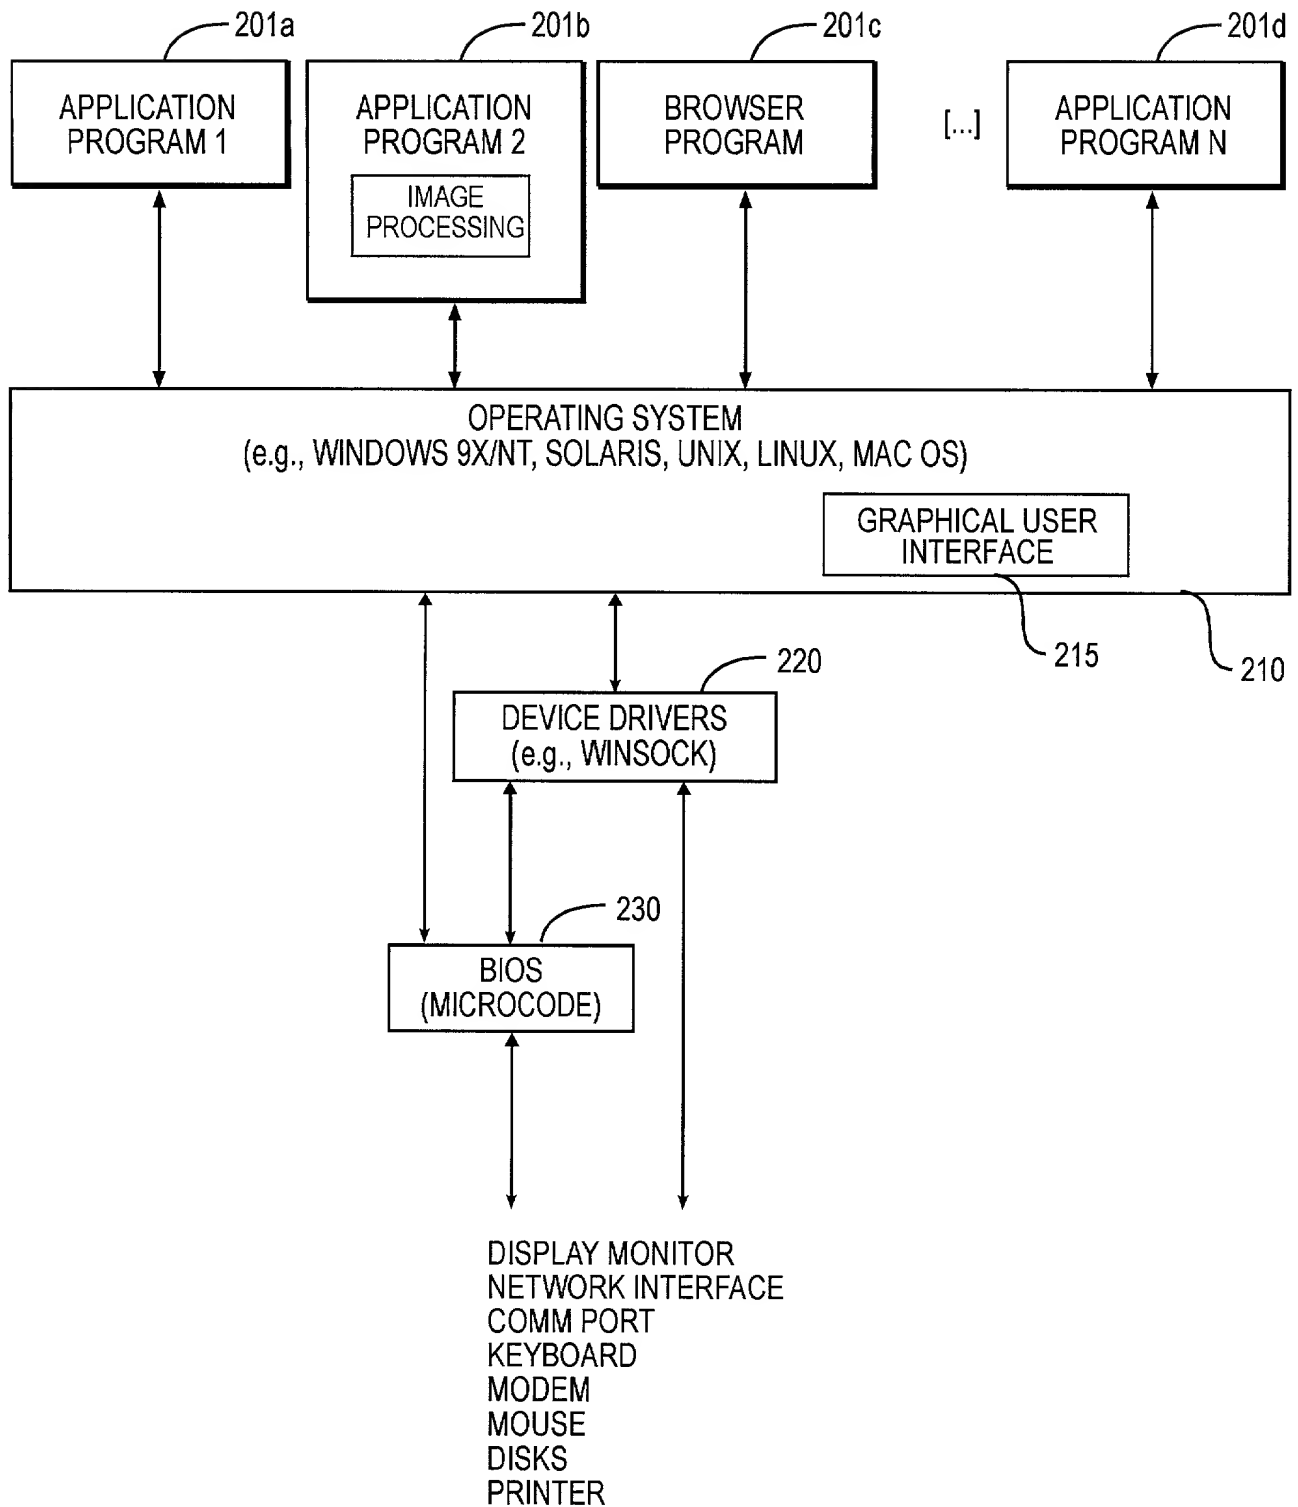 201a
201b
201c
201d
APPLICATION
PROGRAM 1
APPLICATION
PROGRAM 2
IMAGE
PROCESSING
BROWSER
PROGRAM
[...]
APPLICATION
PROGRAM N
OPERATING SYSTEM
(e.g., WINDOWS 9X/NT, SOLARIS, UNIX, LINUX, MAC OS)
GRAPHICAL USER
INTERFACE
215
210
220
DEVICE DRIVERS
(e.g., WINSOCK)
230
BIOS
(MICROCODE)
DISPLAY MONITOR
NETWORK INTERFACE
COMM PORT
KEYBOARD
MODEM
MOUSE
DISKS
PRINTER